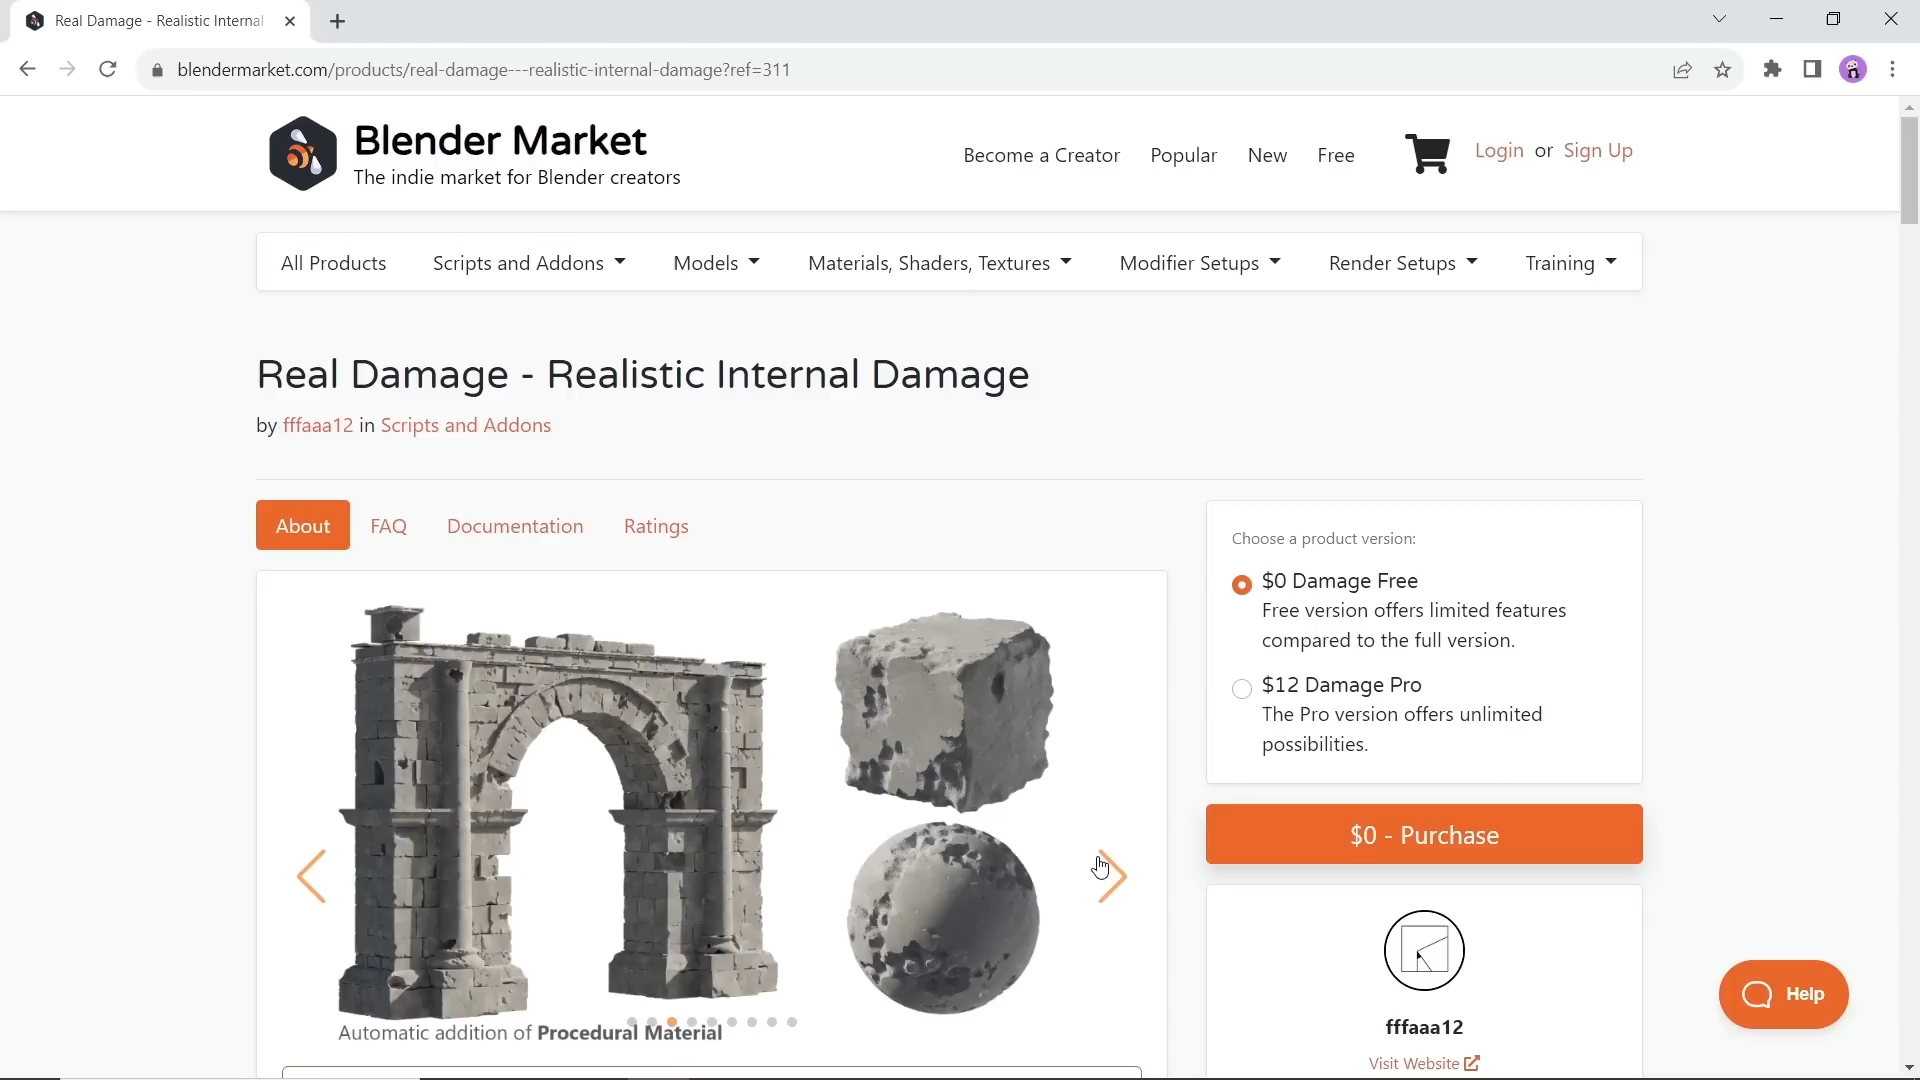 Real Damage - Realistic Internal
blendermarket.com/products/real-damage---realistic-internal-damage?ref=311
Blender Market
The indie market for Blender creators
Become a Creator
Popular
New
Free
Login or Sign Up
All Products
Scripts and Addons
Models
Materials, Shaders, Textures
Modifier Setups
Render Setups
Training
Real Damage - Realistic Internal Damage
by fffaaa12 in Scripts and Addons
About
FAQ
Documentation
Ratings
Automatic addition of Procedural Material
Choose a product version:
$0 Damage Free
Free version offers limited features
compared to the full version.
$12 Damage Pro
The Pro version offers unlimited
possibilities.
$0 - Purchase
fffaaa12
Visit Website
Help